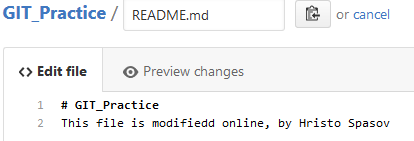 GIT_Practice / README.md or cancel
<> Edit file Preview changes
1 # GIT_Practice
2 This file is modifiedd online, by Hristo Spasov